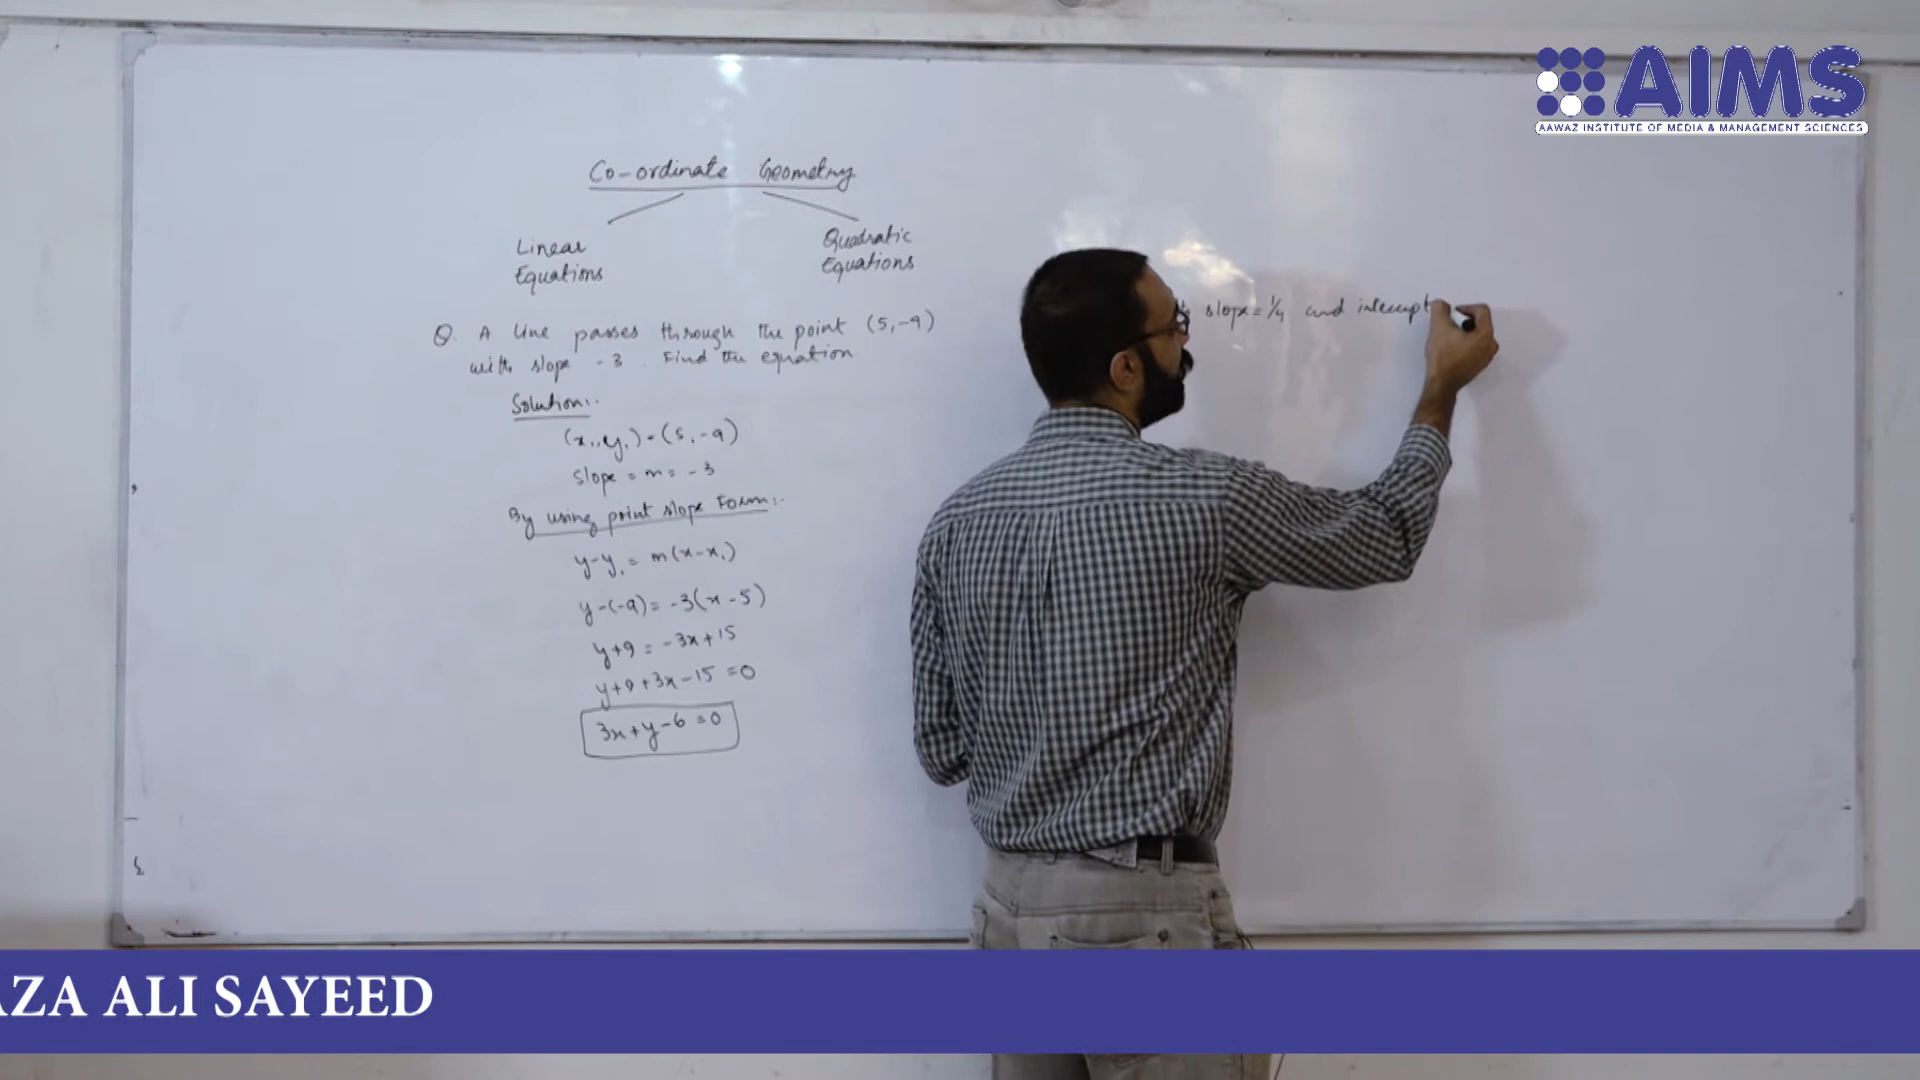 AIMS
AAWAZ INSTITUTE OF MEDIA & MANAGEMENT SCIENCES
Co-ordinate Geometry
Linear
Equations
Quadratic
Equations
Q. A line passes through the point (5,-9)
with slope -3. Find the equation
Solution:-
(x₁,y₁)=(5,-9)
slope = m = -3
By using point slope Form:-
y-y₁ = m(x-x₁)
y-(-9) = -3(x-5)
y+9 = -3x+15
y+9+3x-15=0
3x+y-6=0
slope = 1/4 and intercept
AZA ALI SAYEED